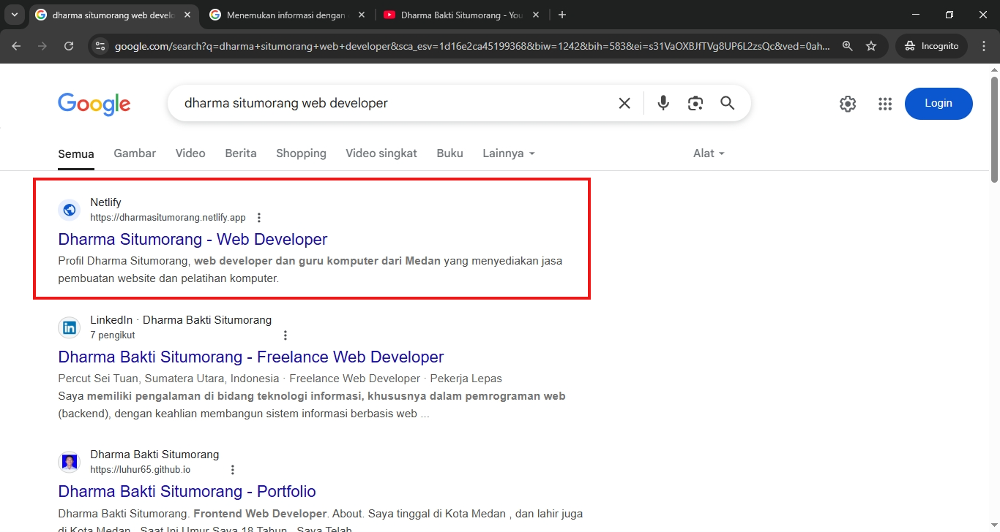 dharma situmorang web develo
Menemukan informasi dengan
Dharma Bakti Situmorang - You
google.com/search?q=dharma+situmorang+web+developer&sca_esv=1d16e2ca45199368&biw=1242&bih=583&ei=s31VaOXBJfTVg8UP6L2zsQc&ved=0ah...
Incognito
Google
dharma situmorang web developer
Login
Semua Gambar Video Berita Shopping Video singkat Buku Lainnya Alat
Netlify
https://dharmasitumorang.netlify.app
Dharma Situmorang - Web Developer
Profil Dharma Situmorang, web developer dan guru komputer dari Medan yang menyediakan jasa
pembuatan website dan pelatihan komputer.
in
LinkedIn · Dharma Bakti Situmorang
7 pengikut
Dharma Bakti Situmorang - Freelance Web Developer
Percut Sei Tuan, Sumatera Utara, Indonesia · Freelance Web Developer · Pekerja Lepas
Saya memiliki pengalaman di bidang teknologi informasi, khususnya dalam pemrograman web
(backend), dengan keahlian membangun sistem informasi berbasis web ...
Dharma Bakti Situmorang
https://luhur65.github.io
Dharma Bakti Situmorang - Portfolio
Dharma Bakti Situmorang. Frontend Web Developer. About. Saya tinggal di Kota Medan , dan lahir juga
di Kota Medan . Saat Ini Umur Saya 18 Tahun . Saya Telah